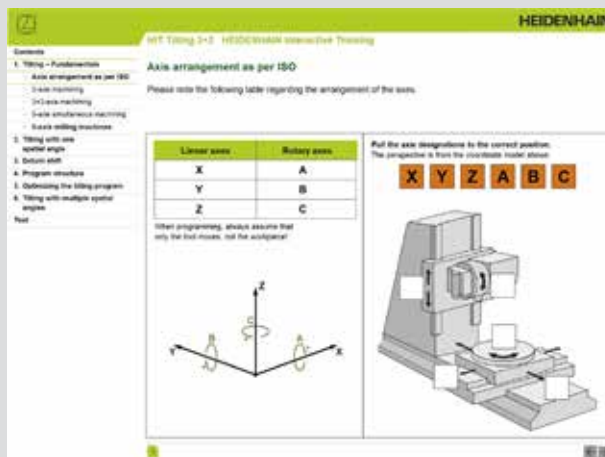 HEIDENHAIN
HIT Tilting 3+2 HEIDENHAIN Interactive Training
Contents
1. Tilting – Fundamentals
Axis arrangement as per ISO
3-axis machining
3+2-axis machining
5-axis simultaneous machining
5-axis milling machines
2. Tilting with one
spatial angle
3. Datum shift
4. Program structure
5. Optimizing the tilting program
6. Tilting with multiple spatial
angles
Test
Axis arrangement as per ISO
Please note the following table regarding the arrangement of the axes.
Linear axes Rotary axes
X A
Y B
Z C
When programming, always assume that
only the tool moves, not the workpiece!
Z
C
B
A
Y
X
Pull the axis designations to the correct position.
The perspective is from the coordinate model shown
X Y Z A B C